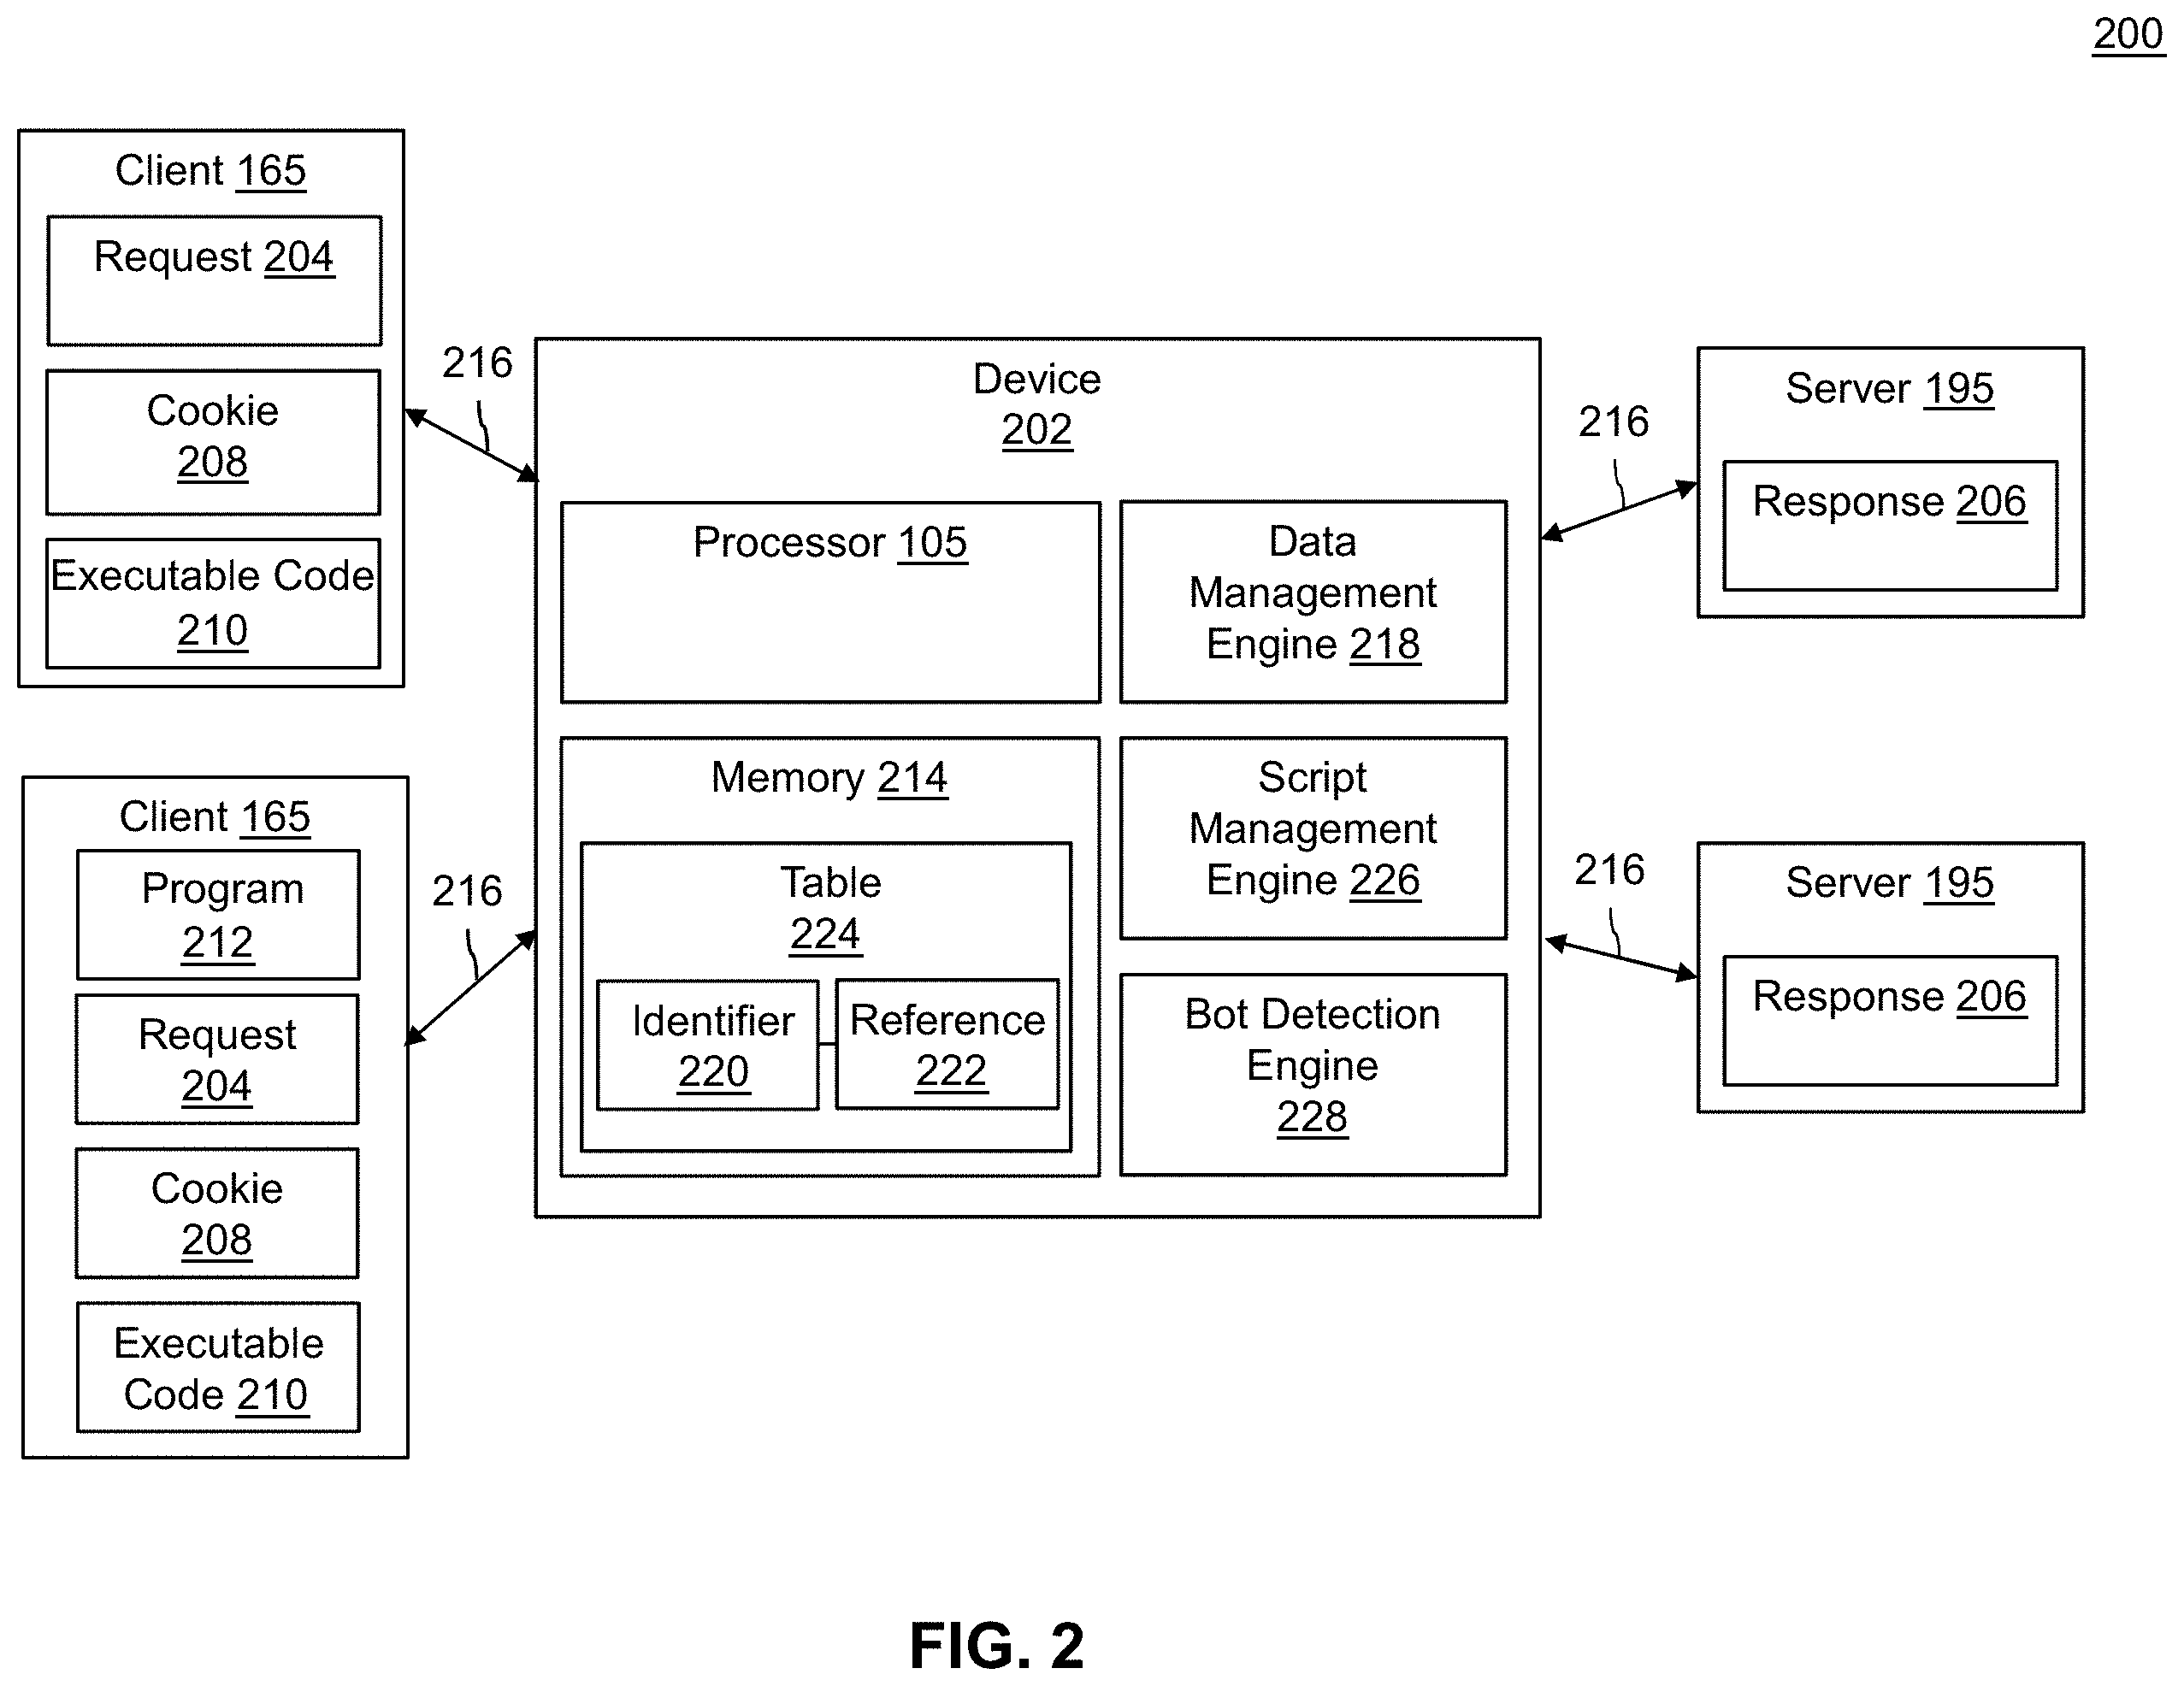 200
Client 165
Request 204
Cookie
208
Executable Code
210
216
Client 165
Program
212
Request
204
Cookie
208
Executable
Code 210
216
Device
202
Processor 105
Data
Management
Engine 218
Memory 214
Table
224
Identifier
220
Reference
222
Script
Management
Engine 226
Bot Detection
Engine
228
216
Server 195
Response 206
216
Server 195
Response 206
FIG. 2